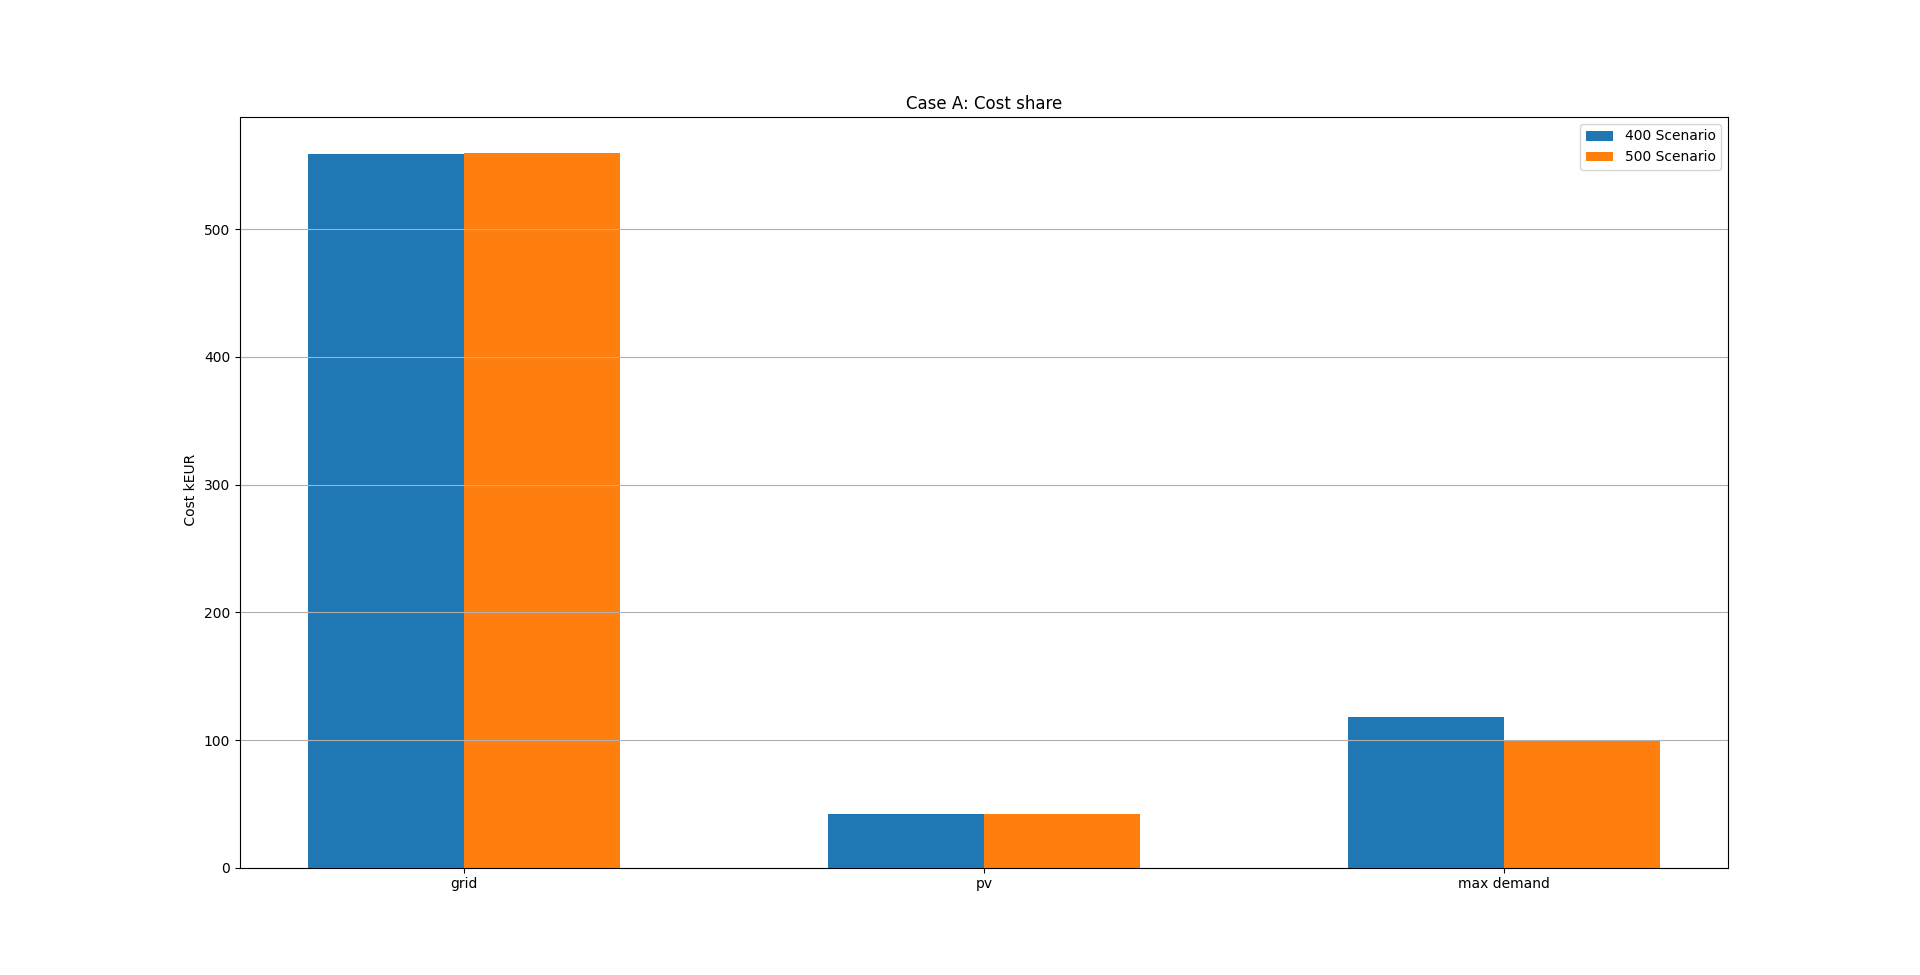 Case A: Cost share
400 Scenario
500 Scenario
Cost kEUR
500
400
300
200
100
0
grid
pv
max demand